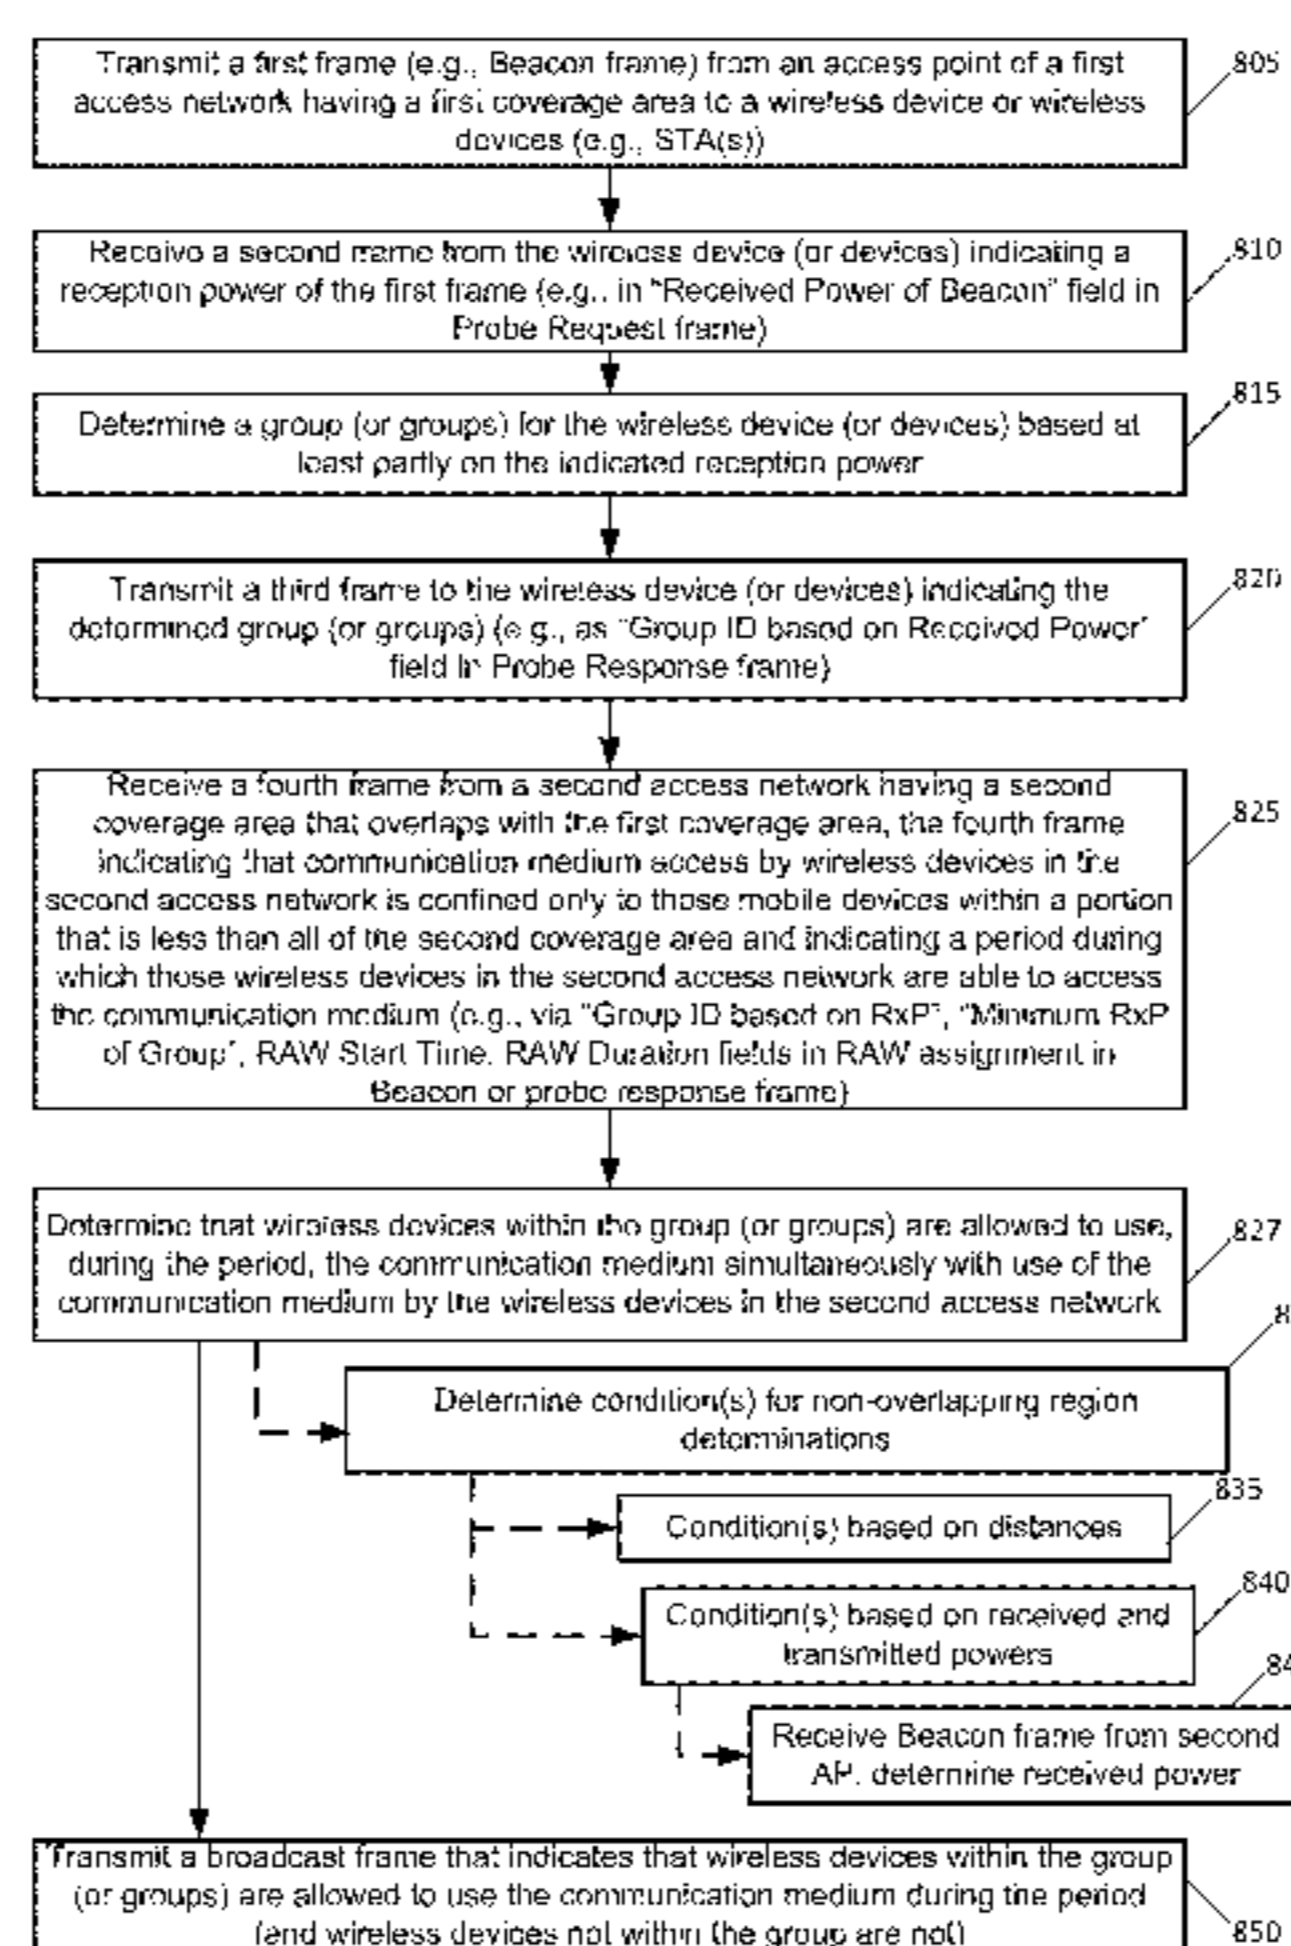 Transmit a first frame (e.g., Beacon frame) from an access point of a first
access network having a first coverage area to a wireless device or wireless
devices (e.g., STA(s))
805
Receive a second frame from the wireless device (or devices) indicating a
reception power of the first frame (e.g., in "Received Power of Beacon" field in
Probe Request frame)
810
Determine a group (or groups) for the wireless device (or devices) based at
least partly on the indicated reception power
815
Transmit a third frame to the wireless device (or devices) indicating the
determined group (or groups) (e.g., as "Group ID based on Received Power"
field in Probe Response frame)
820
Receive a fourth frame from a second access network having a second
coverage area that overlaps with the first coverage area, the fourth frame
indicating that communication medium access by wireless devices in the
second access network is confined only to those mobile devices within a portion
that is less than all of the second coverage area and indicating a period during
which those wireless devices in the second access network are able to access
the communication medium (e.g., via "Group ID based on RxP", "Minimum RxP
of Group", RAW Start Time, RAW Duration fields in RAW assignment in
Beacon or probe response frame)
825
Determine that wireless devices within the group (or groups) are allowed to use,
during the period, the communication medium simultaneously with use of the
communication medium by the wireless devices in the second access network
827
Determine condition(s) for non-overlapping region
determinations
8
Condition(s) based on distances
835
Condition(s) based on received and
transmitted powers
840
Receive Beacon frame from second
AP, determine received power
84
Transmit a broadcast frame that indicates that wireless devices within the group
(or groups) are allowed to use the communication medium during the period
(and wireless devices not within the group are not)
850